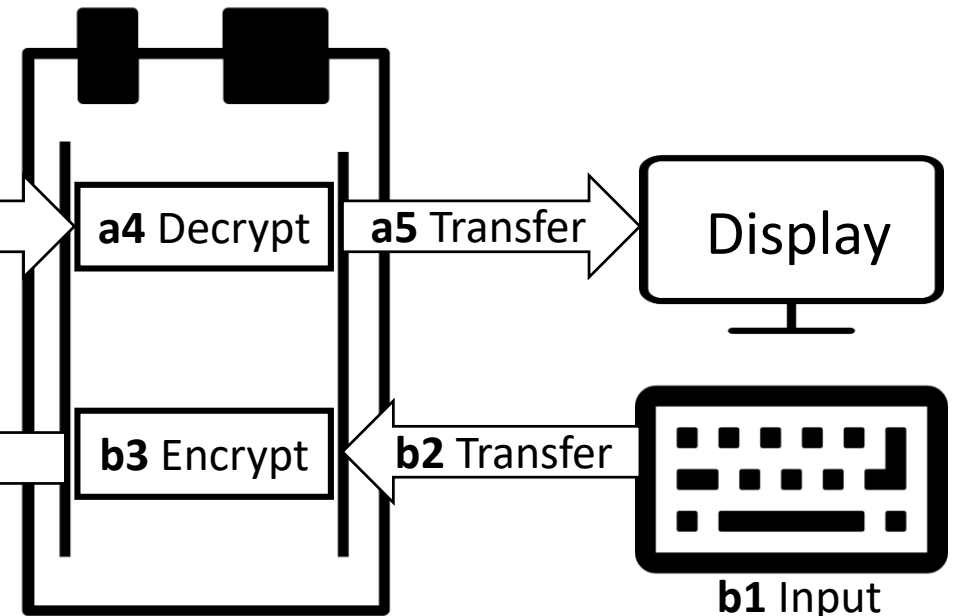 a4 Decrypt
a5 Transfer
Display
b3 Encrypt
b2 Transfer
b1 Input